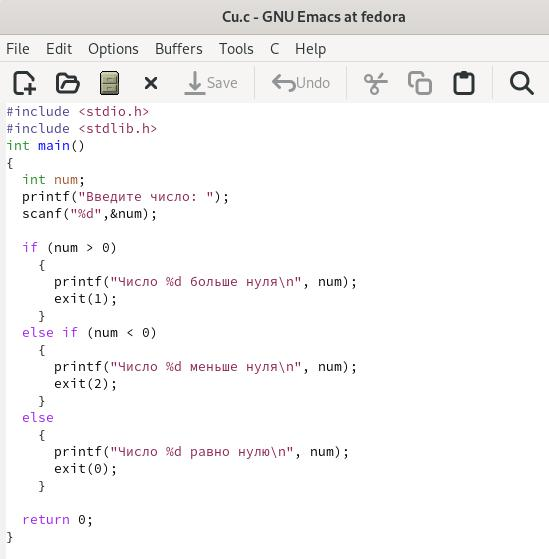 Cu.c - GNU Emacs at fedora
File Edit Options Buffers Tools C Help
Save Undo
#include <stdio.h>
#include <stdlib.h>
int main()
{
  int num;
  printf("Введите число: ");
  scanf("%d",&num);

  if (num > 0)
    {
      printf("Число %d больше нуля\n", num);
      exit(1);
    }
  else if (num < 0)
    {
      printf("Число %d меньше нуля\n", num);
      exit(2);
    }
  else
    {
      printf("Число %d равно нулю\n", num);
      exit(0);
    }

  return 0;
}